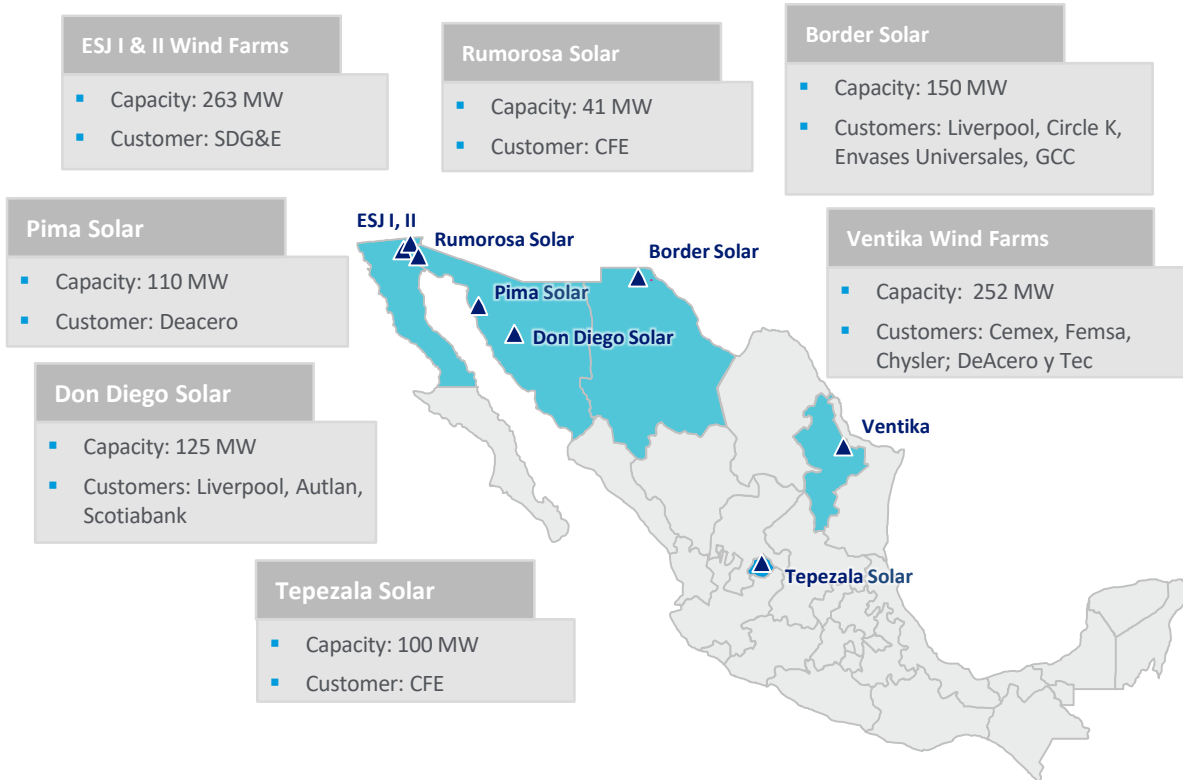 ESJ I & II Wind Farms
Capacity: 263 MW
Customer: SDG&E
Rumorosa Solar
Capacity: 41 MW
Customer: CFE
Border Solar
Capacity: 150 MW
Customers: Liverpool, Circle K,
Envases Universales, GCC
Pima Solar
Capacity: 110 MW
Customer: Deacero
Ventika Wind Farms
Capacity: 252 MW
Customers: Cemex, Femsa,
Chysler; DeAcero y Tec
Don Diego Solar
Capacity: 125 MW
Customers: Liverpool, Autlan,
Scotiabank
Tepezala Solar
Capacity: 100 MW
Customer: CFE
ESJ I, II
Rumorosa Solar
Border Solar
Pima Solar
Don Diego Solar
Ventika
Tepezala Solar